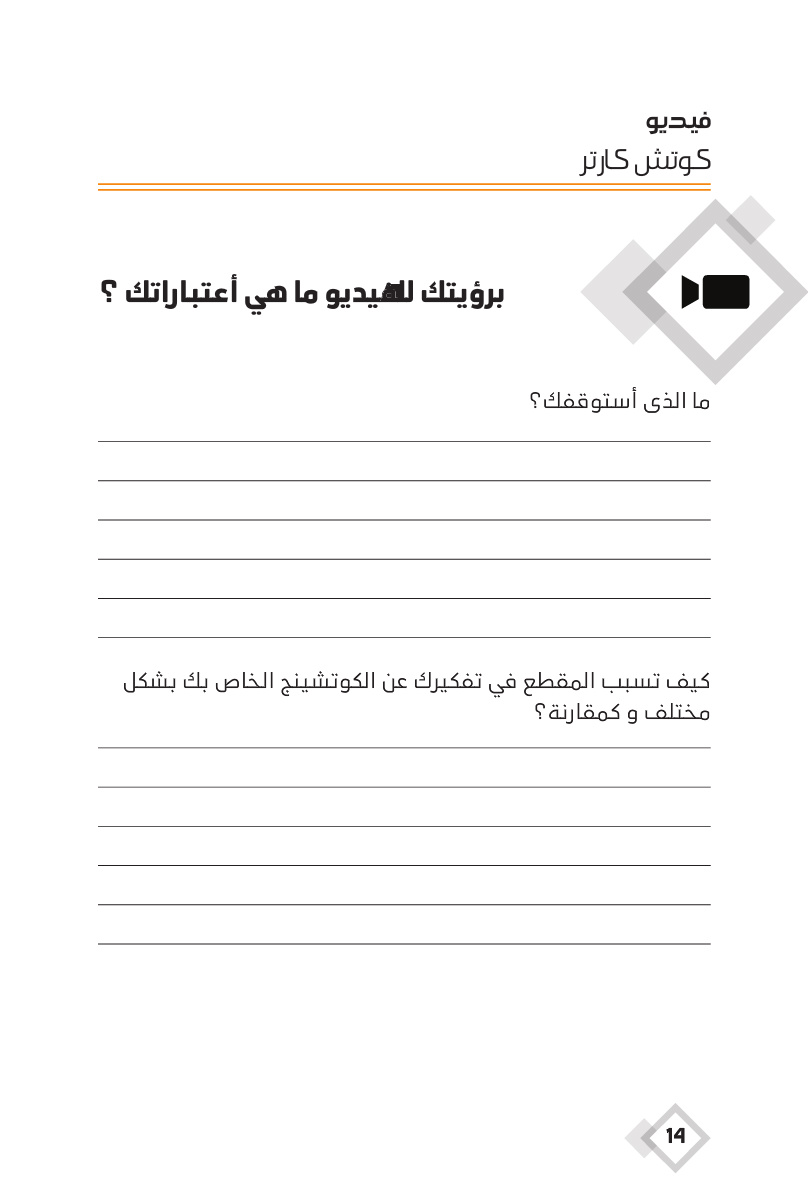 فيديو
كوتش كارتر
برؤيتك للفيديو ما هي أعتباراتك ؟
ما الذى أستوقفك؟
كيف تسبب المقطع في تفكيرك عن الكوتشينج الخاص بك بشكل
مختلف و كمقارنة؟
14